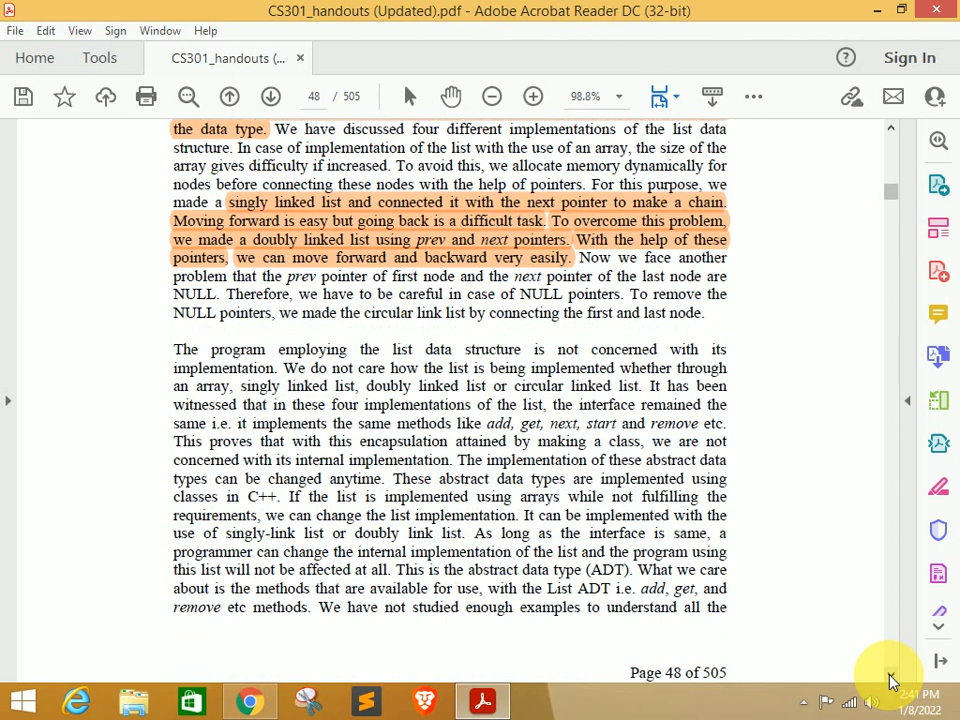 CS301_handouts (Updated).pdf - Adobe Acrobat Reader DC (32-bit)
File Edit View Sign Window Help
Home Tools CS301_handouts (... × Sign In
48 / 505 98.8%
the data type. We have discussed four different implementations of the list data
structure. In case of implementation of the list with the use of an array, the size of the
array gives difficulty if increased. To avoid this, we allocate memory dynamically for
nodes before connecting these nodes with the help of pointers. For this purpose, we
made a singly linked list and connected it with the next pointer to make a chain.
Moving forward is easy but going back is a difficult task. To overcome this problem,
we made a doubly linked list using prev and next pointers. With the help of these
pointers, we can move forward and backward very easily. Now we face another
problem that the prev pointer of first node and the next pointer of the last node are
NULL. Therefore, we have to be careful in case of NULL pointers. To remove the
NULL pointers, we made the circular link list by connecting the first and last node.
The program employing the list data structure is not concerned with its
implementation. We do not care how the list is being implemented whether through
an array, singly linked list, doubly linked list or circular linked list. It has been
witnessed that in these four implementations of the list, the interface remained the
same i.e. it implements the same methods like add, get, next, start and remove etc.
This proves that with this encapsulation attained by making a class, we are not
concerned with its internal implementation. The implementation of these abstract data
types can be changed anytime. These abstract data types are implemented using
classes in C++. If the list is implemented using arrays while not fulfilling the
requirements, we can change the list implementation. It can be implemented with the
use of singly-link list or doubly link list. As long as the interface is same, a
programmer can change the internal implementation of the list and the program using
this list will not be affected at all. This is the abstract data type (ADT). What we care
about is the methods that are available for use, with the List ADT i.e. add, get, and
remove etc methods. We have not studied enough examples to understand all the
Page 48 of 505
2:41 PM
1/8/2022